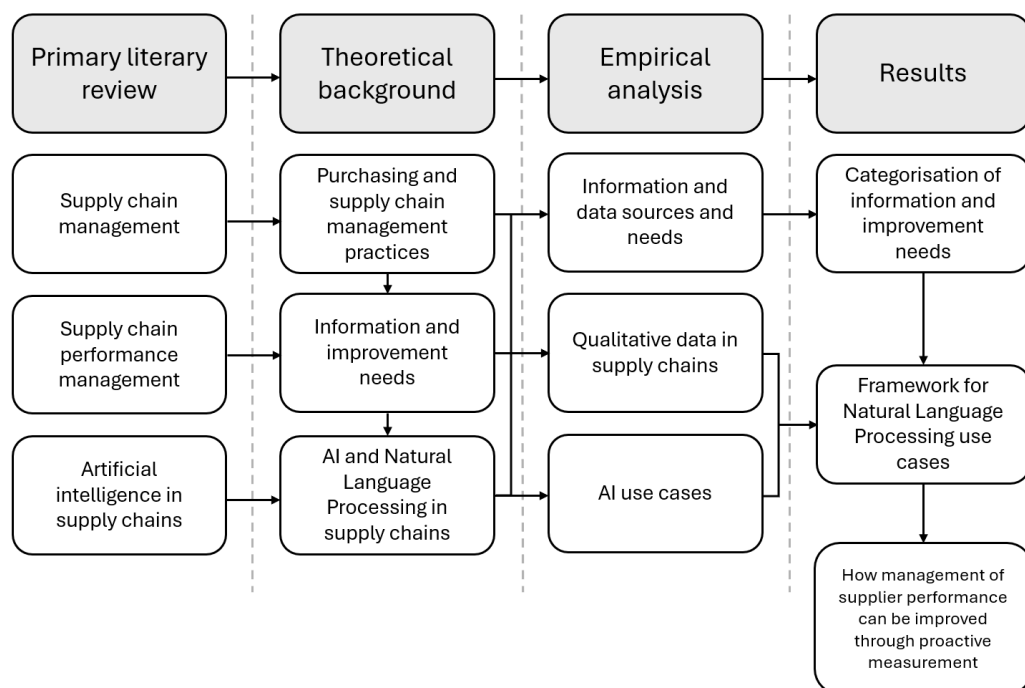 Primary literary
review
Theoretical
background
Empirical
analysis
Results
Supply chain
management
Purchasing and
supply chain
management
practices
Information and
data sources and
needs
Categorisation of
information and
improvement
needs
Supply chain
performance
management
Information and
improvement
needs
Qualitative data in
supply chains
Framework for
Natural Language
Processing use
cases
Artificial
intelligence in
supply chains
AI and Natural
Language
Processing in
supply chains
AI use cases
How management of
supplier performance
can be improved
through proactive
measurement